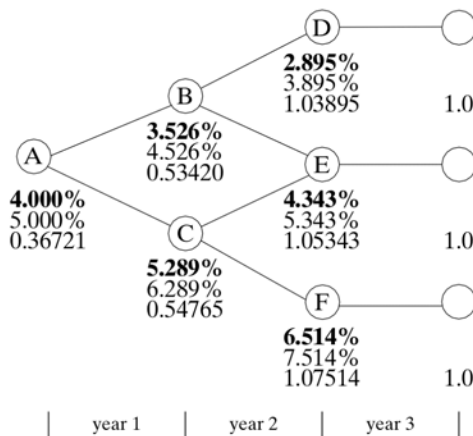 D
2.895%
3.895%
1.03895
1.0
B
3.526%
4.526%
0.53420
A
4.000%
5.000%
0.36721
E
4.343%
5.343%
1.05343
1.0
C
5.289%
6.289%
0.54765
F
6.514%
7.514%
1.07514
1.0
year 1
year 2
year 3